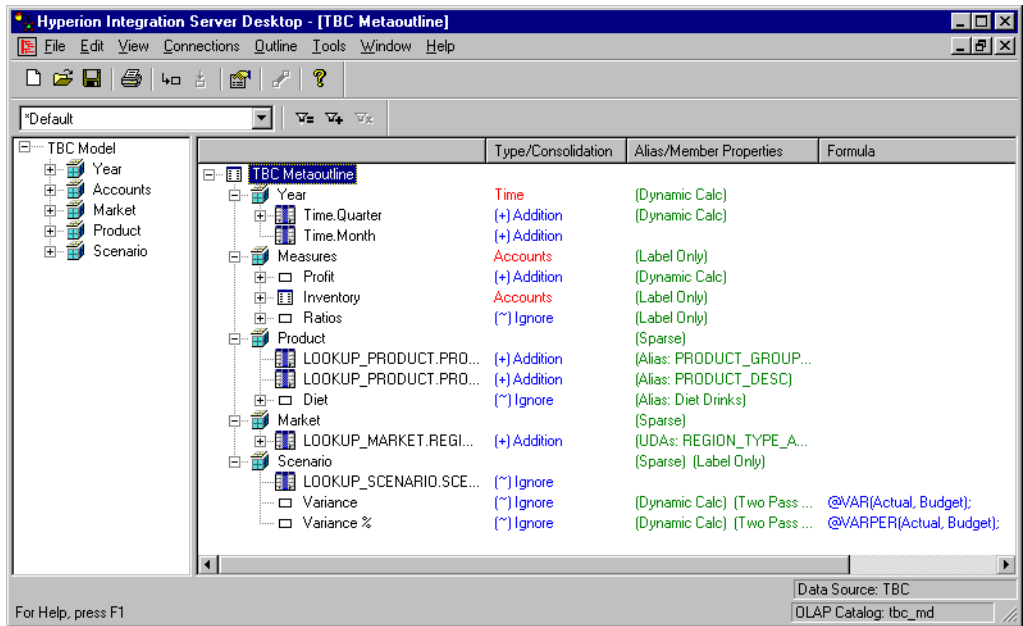 Hyperion Integration Server Desktop - [TBC Metaoutline]
File Edit View Connections Outline Tools Window Help
*Default
TBC Model
Year
Accounts
Market
Product
Scenario
Type/Consolidation Alias/Member Properties Formula
TBC Metaoutline
Year Time (Dynamic Calc)
Time.Quarter (+) Addition (Dynamic Calc)
Time.Month (+) Addition
Measures Accounts (Label Only)
Profit (+) Addition (Dynamic Calc)
Inventory Accounts (Label Only)
Ratios (~) Ignore (Label Only)
Product (Sparse)
LOOKUP_PRODUCT.PRO... (+) Addition (Alias: PRODUCT_GROUP...
LOOKUP_PRODUCT.PRO... (+) Addition (Alias: PRODUCT_DESC)
Diet (~) Ignore (Alias: Diet Drinks)
Market (Sparse)
LOOKUP_MARKET.REGI... (+) Addition (UDAs: REGION_TYPE_A...
Scenario (Sparse) (Label Only)
LOOKUP_SCENARIO.SCE... (~) Ignore
Variance (~) Ignore (Dynamic Calc) (Two Pass ... @VAR(Actual, Budget);
Variance % (~) Ignore (Dynamic Calc) (Two Pass ... @VARPER(Actual, Budget);
Data Source: TBC
For Help, press F1 OLAP Catalog: tbc_md